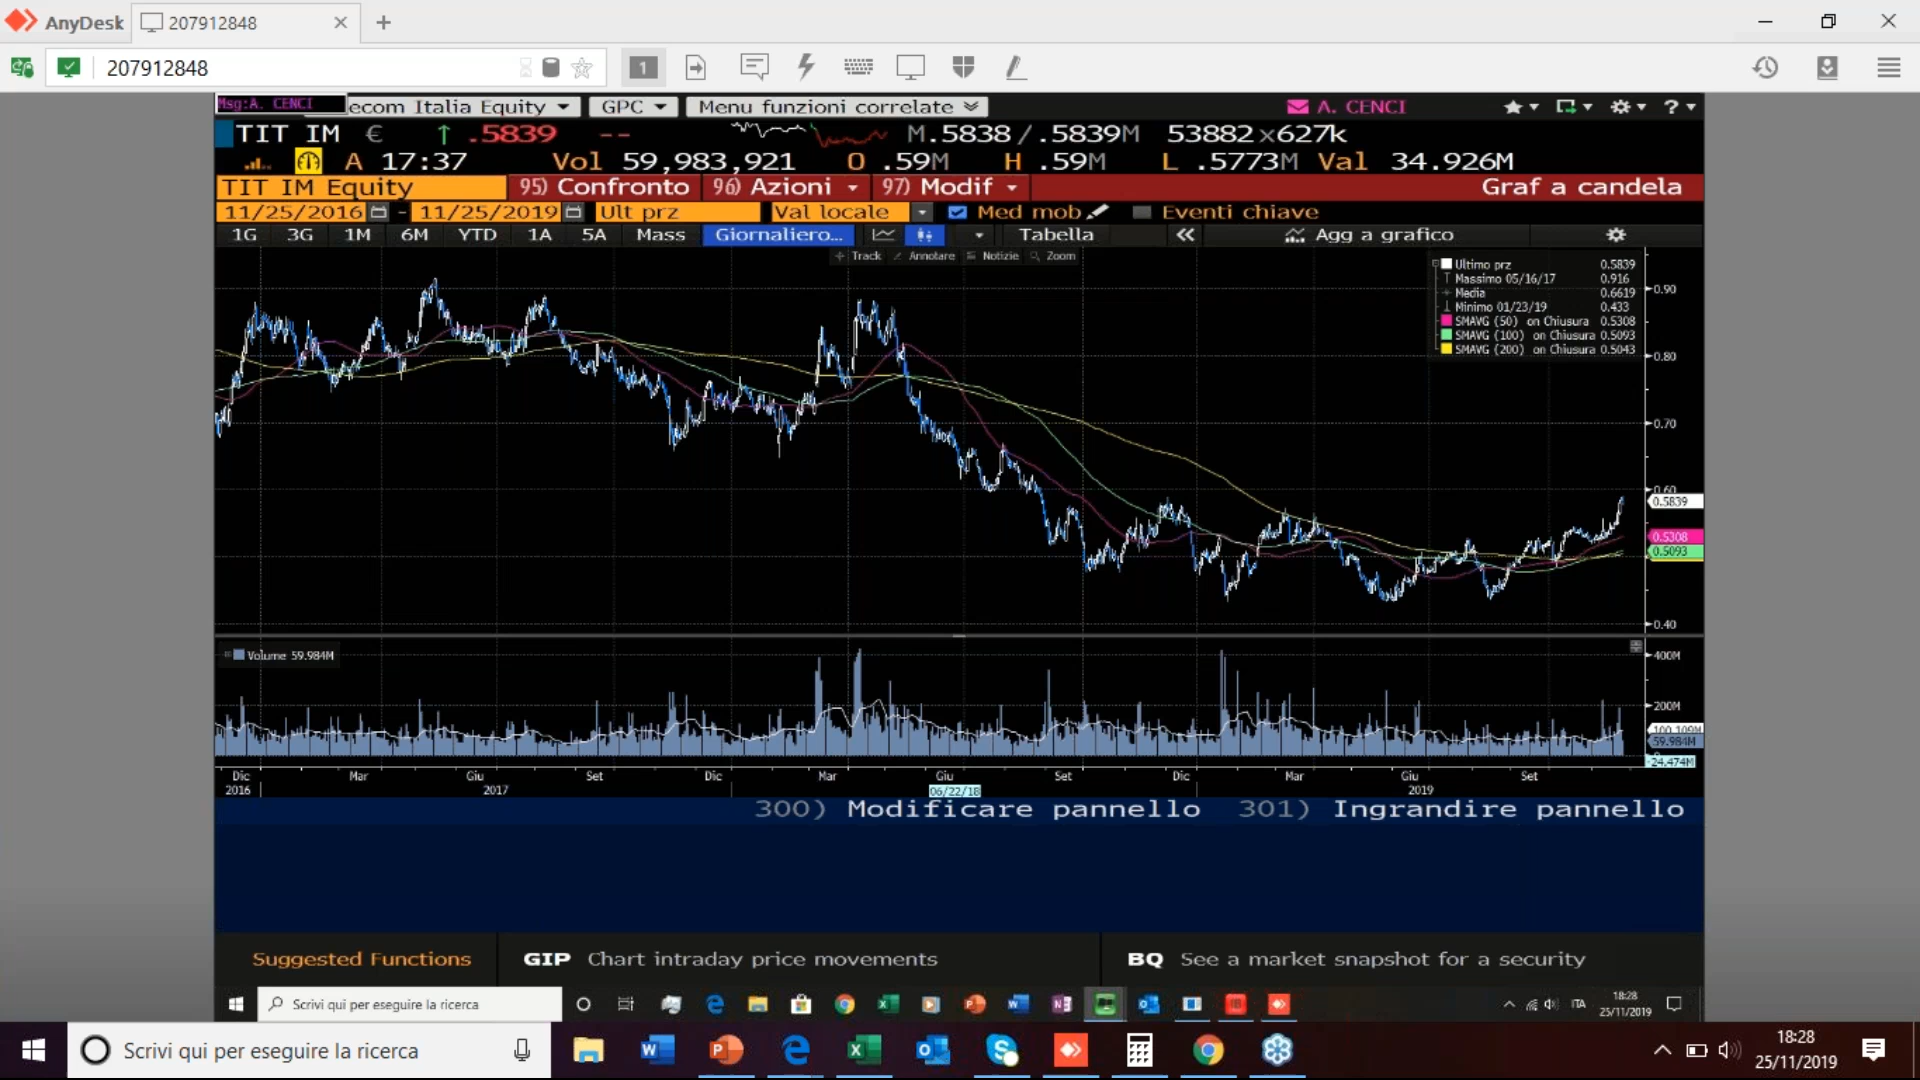 AnyDesk 207912848
207912848 1
Msg:A. CENCI ecom Italia Equity GPC Menu funzioni correlate A. CENCI ?
TIT IM € ↑ .5839 -- M.5838 / .5839M 53882x627k
A 17:37 Vol 59,983,921 O .59M H .59M L .5773M Val 34.926M
TIT IM Equity 95) Confronto 96) Azioni 97) Modif Graf a candela
11/25/2016 - 11/25/2019 Ult prz Val locale Med mob Eventi chiave
1G 3G 1M 6M YTD 1A 5A Mass Giornaliero... Tabella Agg a grafico
Track Annotare Notizie Zoom
Ultimo prz 0.5839
Massimo 05/16/17 0.916
Media 0.6619
Minimo 01/23/19 0.433
SMAVG (50) on Chiusura 0.5308
SMAVG (100) on Chiusura 0.5093
SMAVG (200) on Chiusura 0.5043
0.90
0.80
0.70
0.60
0.5839
0.5308
0.5093
0.40
Volume 59.984M
400M
200M
100.109M
59.984M
0
-24.474M
Dic Mar Giu Set Dic Mar Giu Set Dic Mar Giu Set
2016 2017 06/22/18 2019
300) Modificare pannello 301) Ingrandire pannello
Suggested Functions GIP Chart intraday price movements BQ See a market snapshot for a security
Scrivi qui per eseguire la ricerca ITA 18:28
25/11/2019
Scrivi qui per eseguire la ricerca 18:28
25/11/2019